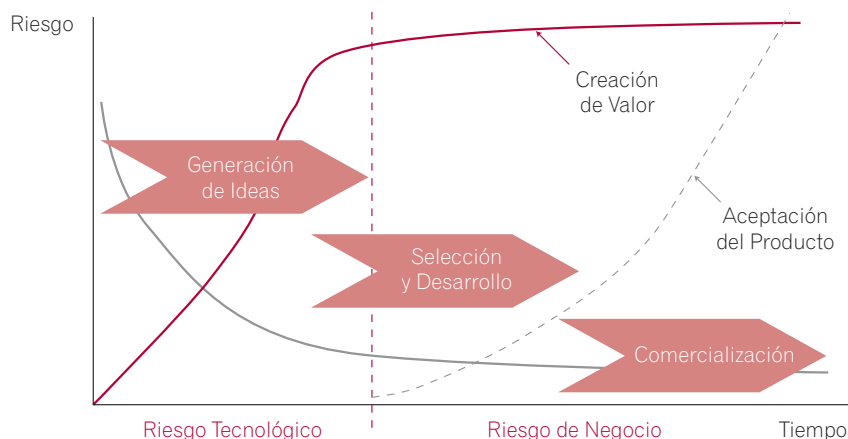 Riesgo
Creación
de Valor
Generación
de Ideas
Aceptación
del Producto
Selección
y Desarrollo
Comercialización
Riesgo Tecnológico
Riesgo de Negocio
Tiempo